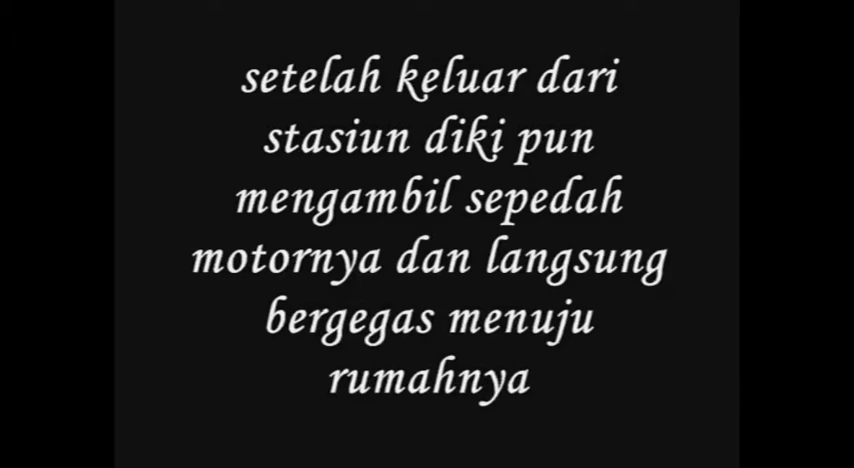 setelah keluar dari
stasiun diki pun
mengambil sepedah
motornya dan langsung
bergegas menuju
rumahnya